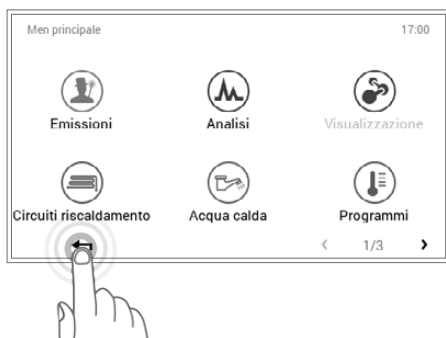 Men principale 17:00
Emissioni Analisi Visualizzazione
Circuiti riscaldamento Acqua calda Programmi
1/3